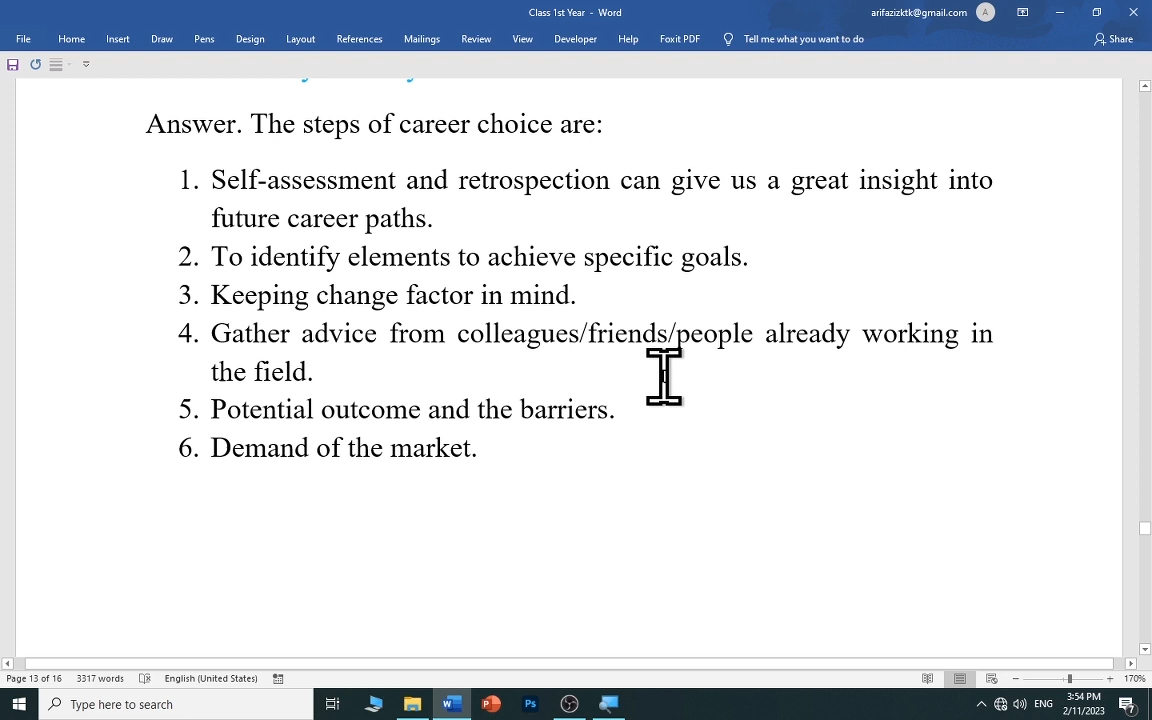 Class 1st Year - Word
arifazizktk@gmail.com
A
File Home Insert Draw Pens Design Layout References Mailings Review View Developer Help Foxit PDF Tell me what you want to do Share
Answer. The steps of career choice are:
1. Self-assessment and retrospection can give us a great insight into
future career paths.
2. To identify elements to achieve specific goals.
3. Keeping change factor in mind.
4. Gather advice from colleagues/friends/people already working in
the field.
5. Potential outcome and the barriers.
6. Demand of the market.
Page 13 of 16 3317 words English (United States) 170%
Type here to search
P
W
Ps
ENG
3:54 PM
2/11/2023
7